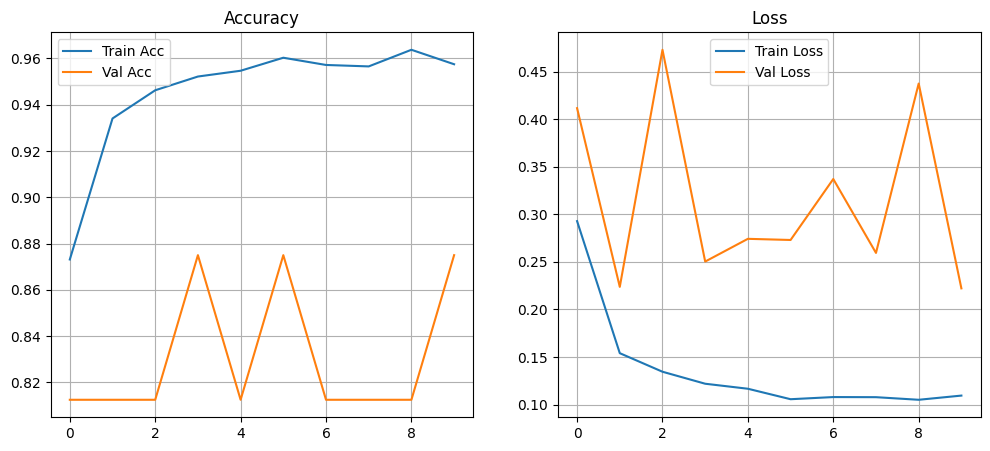 Accuracy
Train Acc
Val Acc
0.96
0.94
0.92
0.90
0.88
0.86
0.84
0.82
0 2 4 6 8
Loss
Train Loss
Val Loss
0.45
0.40
0.35
0.30
0.25
0.20
0.15
0.10
0 2 4 6 8